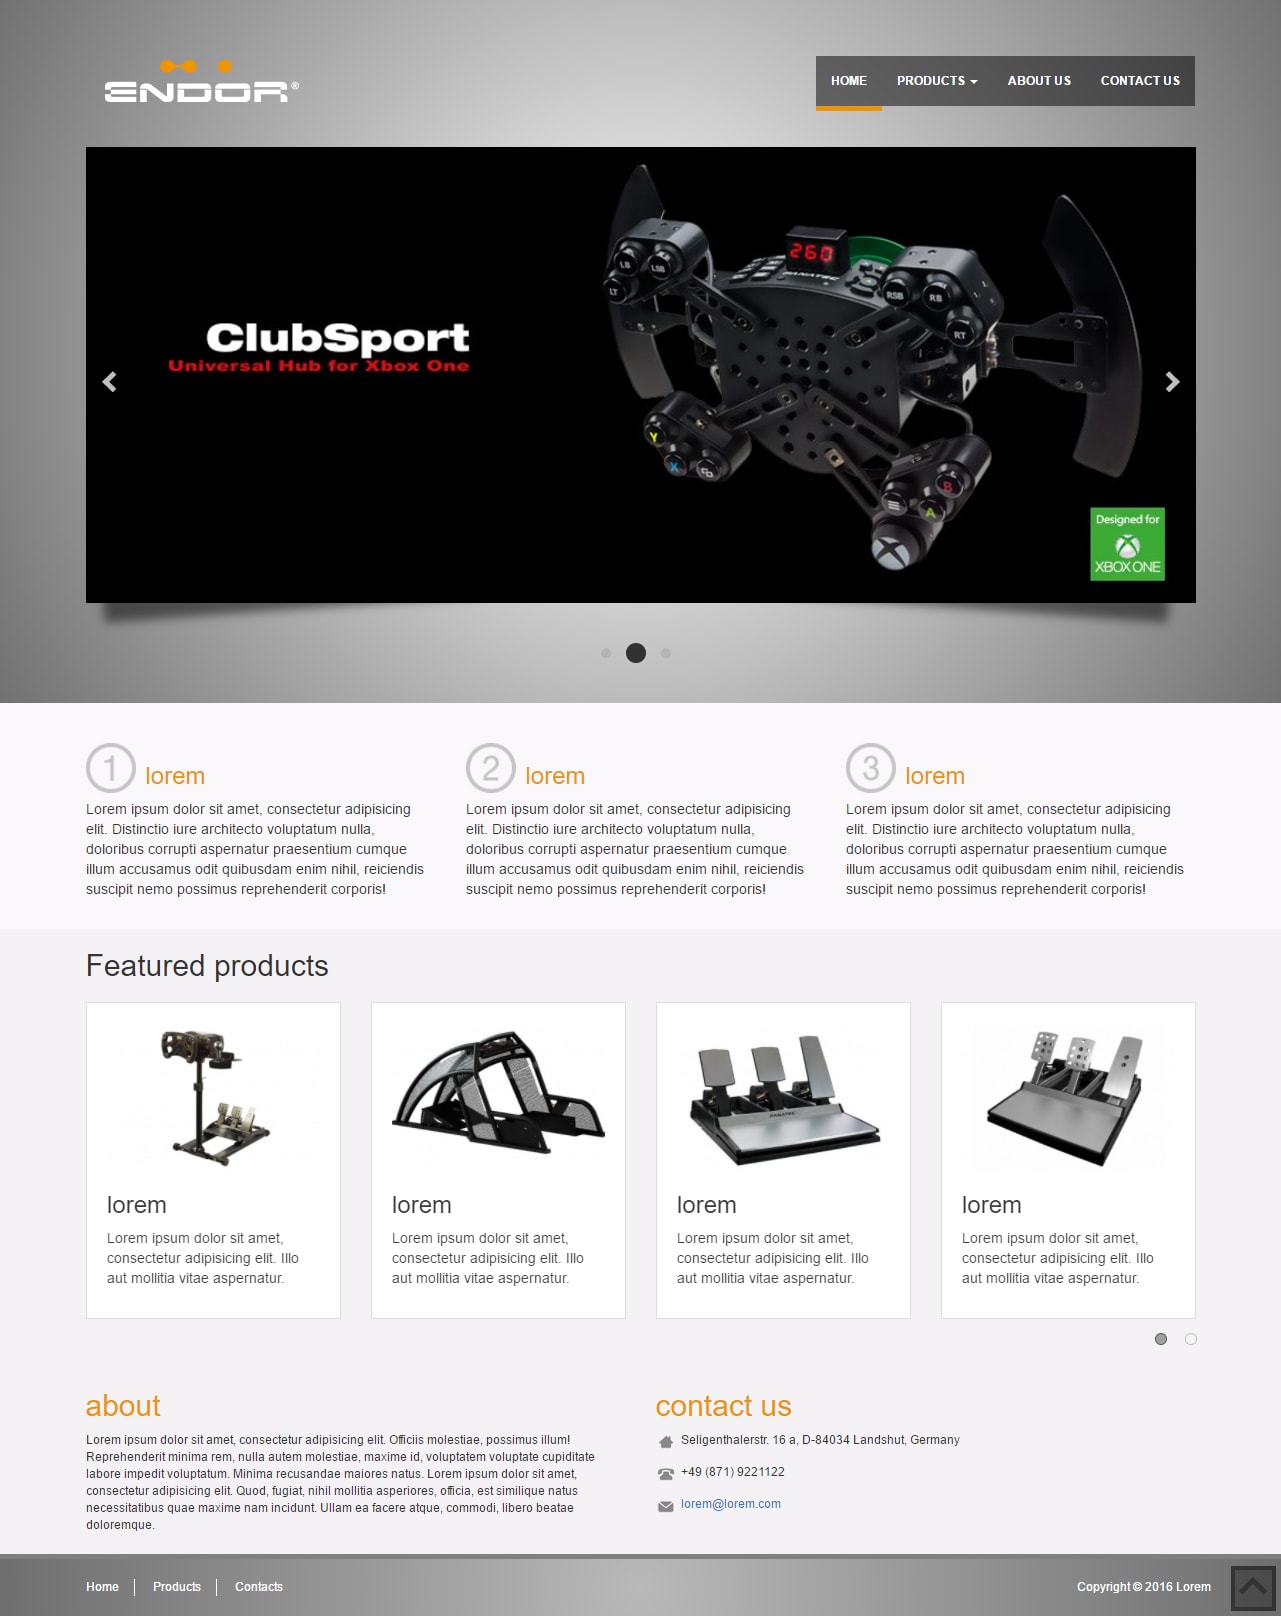 ENDOR®
HOME PRODUCTS ABOUT US CONTACT US
260
FANATEC
LB LSB LT
RSB RB RT
ClubSport
Universal Hub for Xbox One
Y X
B A
Designed for
XBOX ONE
1 lorem
Lorem ipsum dolor sit amet, consectetur adipisicing
elit. Distinctio iure architecto voluptatum nulla,
doloribus corrupti aspernatur praesentium cumque
illum accusamus odit quibusdam enim nihil, reiciendis
suscipit nemo possimus reprehenderit corporis!
2 lorem
Lorem ipsum dolor sit amet, consectetur adipisicing
elit. Distinctio iure architecto voluptatum nulla,
doloribus corrupti aspernatur praesentium cumque
illum accusamus odit quibusdam enim nihil, reiciendis
suscipit nemo possimus reprehenderit corporis!
3 lorem
Lorem ipsum dolor sit amet, consectetur adipisicing
elit. Distinctio iure architecto voluptatum nulla,
doloribus corrupti aspernatur praesentium cumque
illum accusamus odit quibusdam enim nihil, reiciendis
suscipit nemo possimus reprehenderit corporis!
Featured products
lorem
Lorem ipsum dolor sit amet,
consectetur adipisicing elit. Illo
aut mollitia vitae aspernatur.
lorem
Lorem ipsum dolor sit amet,
consectetur adipisicing elit. Illo
aut mollitia vitae aspernatur.
FANATEC
lorem
Lorem ipsum dolor sit amet,
consectetur adipisicing elit. Illo
aut mollitia vitae aspernatur.
lorem
Lorem ipsum dolor sit amet,
consectetur adipisicing elit. Illo
aut mollitia vitae aspernatur.
about
Lorem ipsum dolor sit amet, consectetur adipisicing elit. Officiis molestiae, possimus illum!
Reprehenderit minima rem, nulla autem molestiae, maxime id, voluptatem voluptate cupiditate
labore impedit voluptatum. Minima recusandae maiores natus. Lorem ipsum dolor sit amet,
consectetur adipisicing elit. Quod, fugiat, nihil mollitia asperiores, officia, est similique natus
necessitatibus quae maxime nam incidunt. Ullam ea facere atque, commodi, libero beatae
doloremque.
contact us
Seligenthalerstr. 16 a, D-84034 Landshut, Germany
+49 (871) 9221122
lorem@lorem.com
Home Products Contacts
Copyright © 2016 Lorem